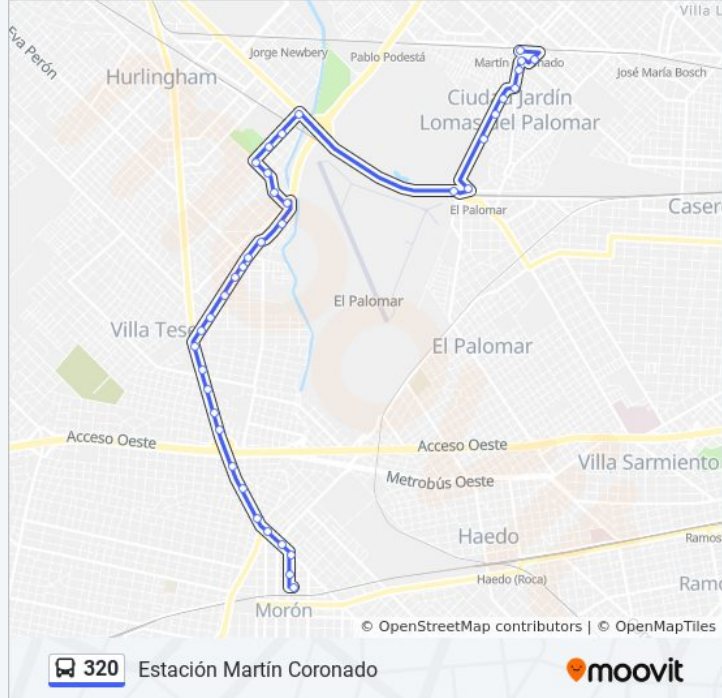 Villa L
Eva Perón
Jorge Newbery
Pablo Podestá
Martín Coronado
José María Bosch
Hurlingham
Ciudad Jardín
Lomas del Palomar
El Palomar
Caser
El Palomar
Villa Tese
El Palomar
Acceso Oeste
Acceso Oeste
Villa Sarmiento
Metrobús Oeste
Haedo
Ramos
Haedo (Roca)
Ramo
Morón
© OpenStreetMap contributors | © OpenMapTiles
320 Estación Martín Coronado
moovit